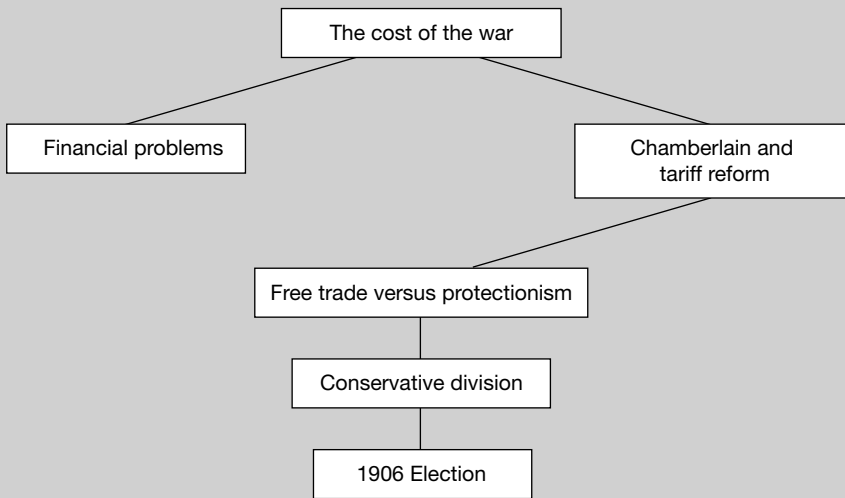 The cost of the war
Financial problems
Chamberlain and
tariff reform
Free trade versus protectionism
Conservative division
1906 Election